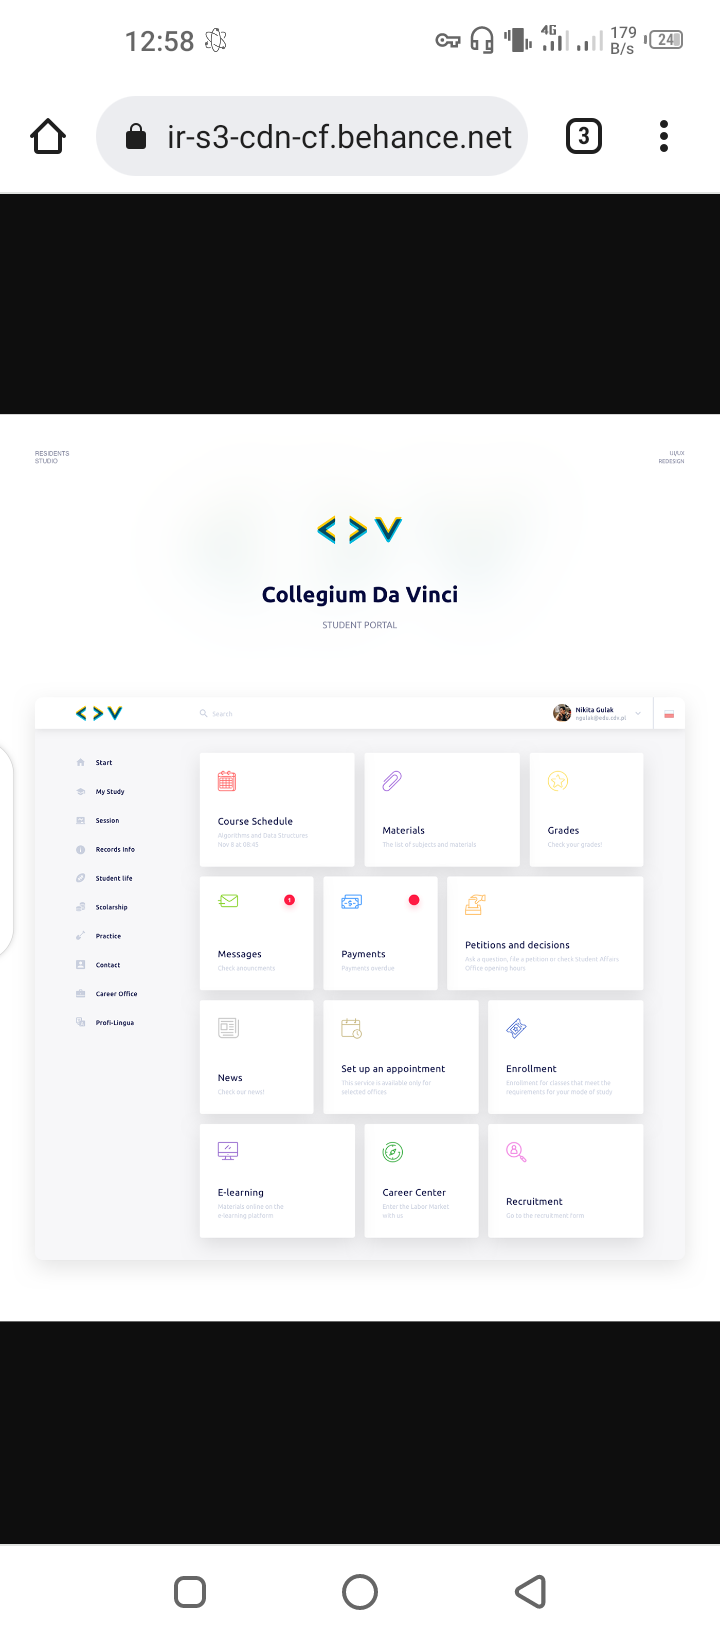 12:58
4G
179
B/s
24
ir-s3-cdn-cf.behance.net
3
RESIDENTS
STUDIO
UI/UX
REDESIGN
Collegium Da Vinci
STUDENT PORTAL
Search
Nikita Gulak
ngulak@edu.cdv.pl
Start
My Study
Session
Records info
Student life
Scolarship
Practice
Contact
Career Office
Profi-Lingua
Course Schedule
Algorithms and Data Structures
Nov 8 at 08:45
Materials
The list of subjects and materials
Grades
Check your grades!
1
Messages
Check anouncments
Payments
Payments overdue
Petitions and decisions
Ask a question, file a petition or check Student Affairs
Office opening hours
News
Check our news!
Set up an appointment
This service is available only for
selected offices
Enrollment
Enrollment for classes that meet the
requirements for your mode of study
E-learning
Materials online on the
e-learning platform
Career Center
Enter the Labor Market
with us
Recruitment
Go to the recruitment form